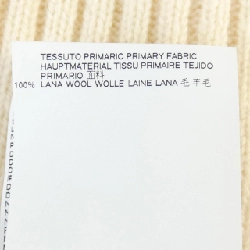 TESSUTO PRIMARIC PRIMARY FABRIC
HAUPTMATERIAL TISSU PRIMAIRE TEJIDO
PRIMARIO 面料
100% LANA WOOL WOLLE LAINE LANA 毛 羊毛